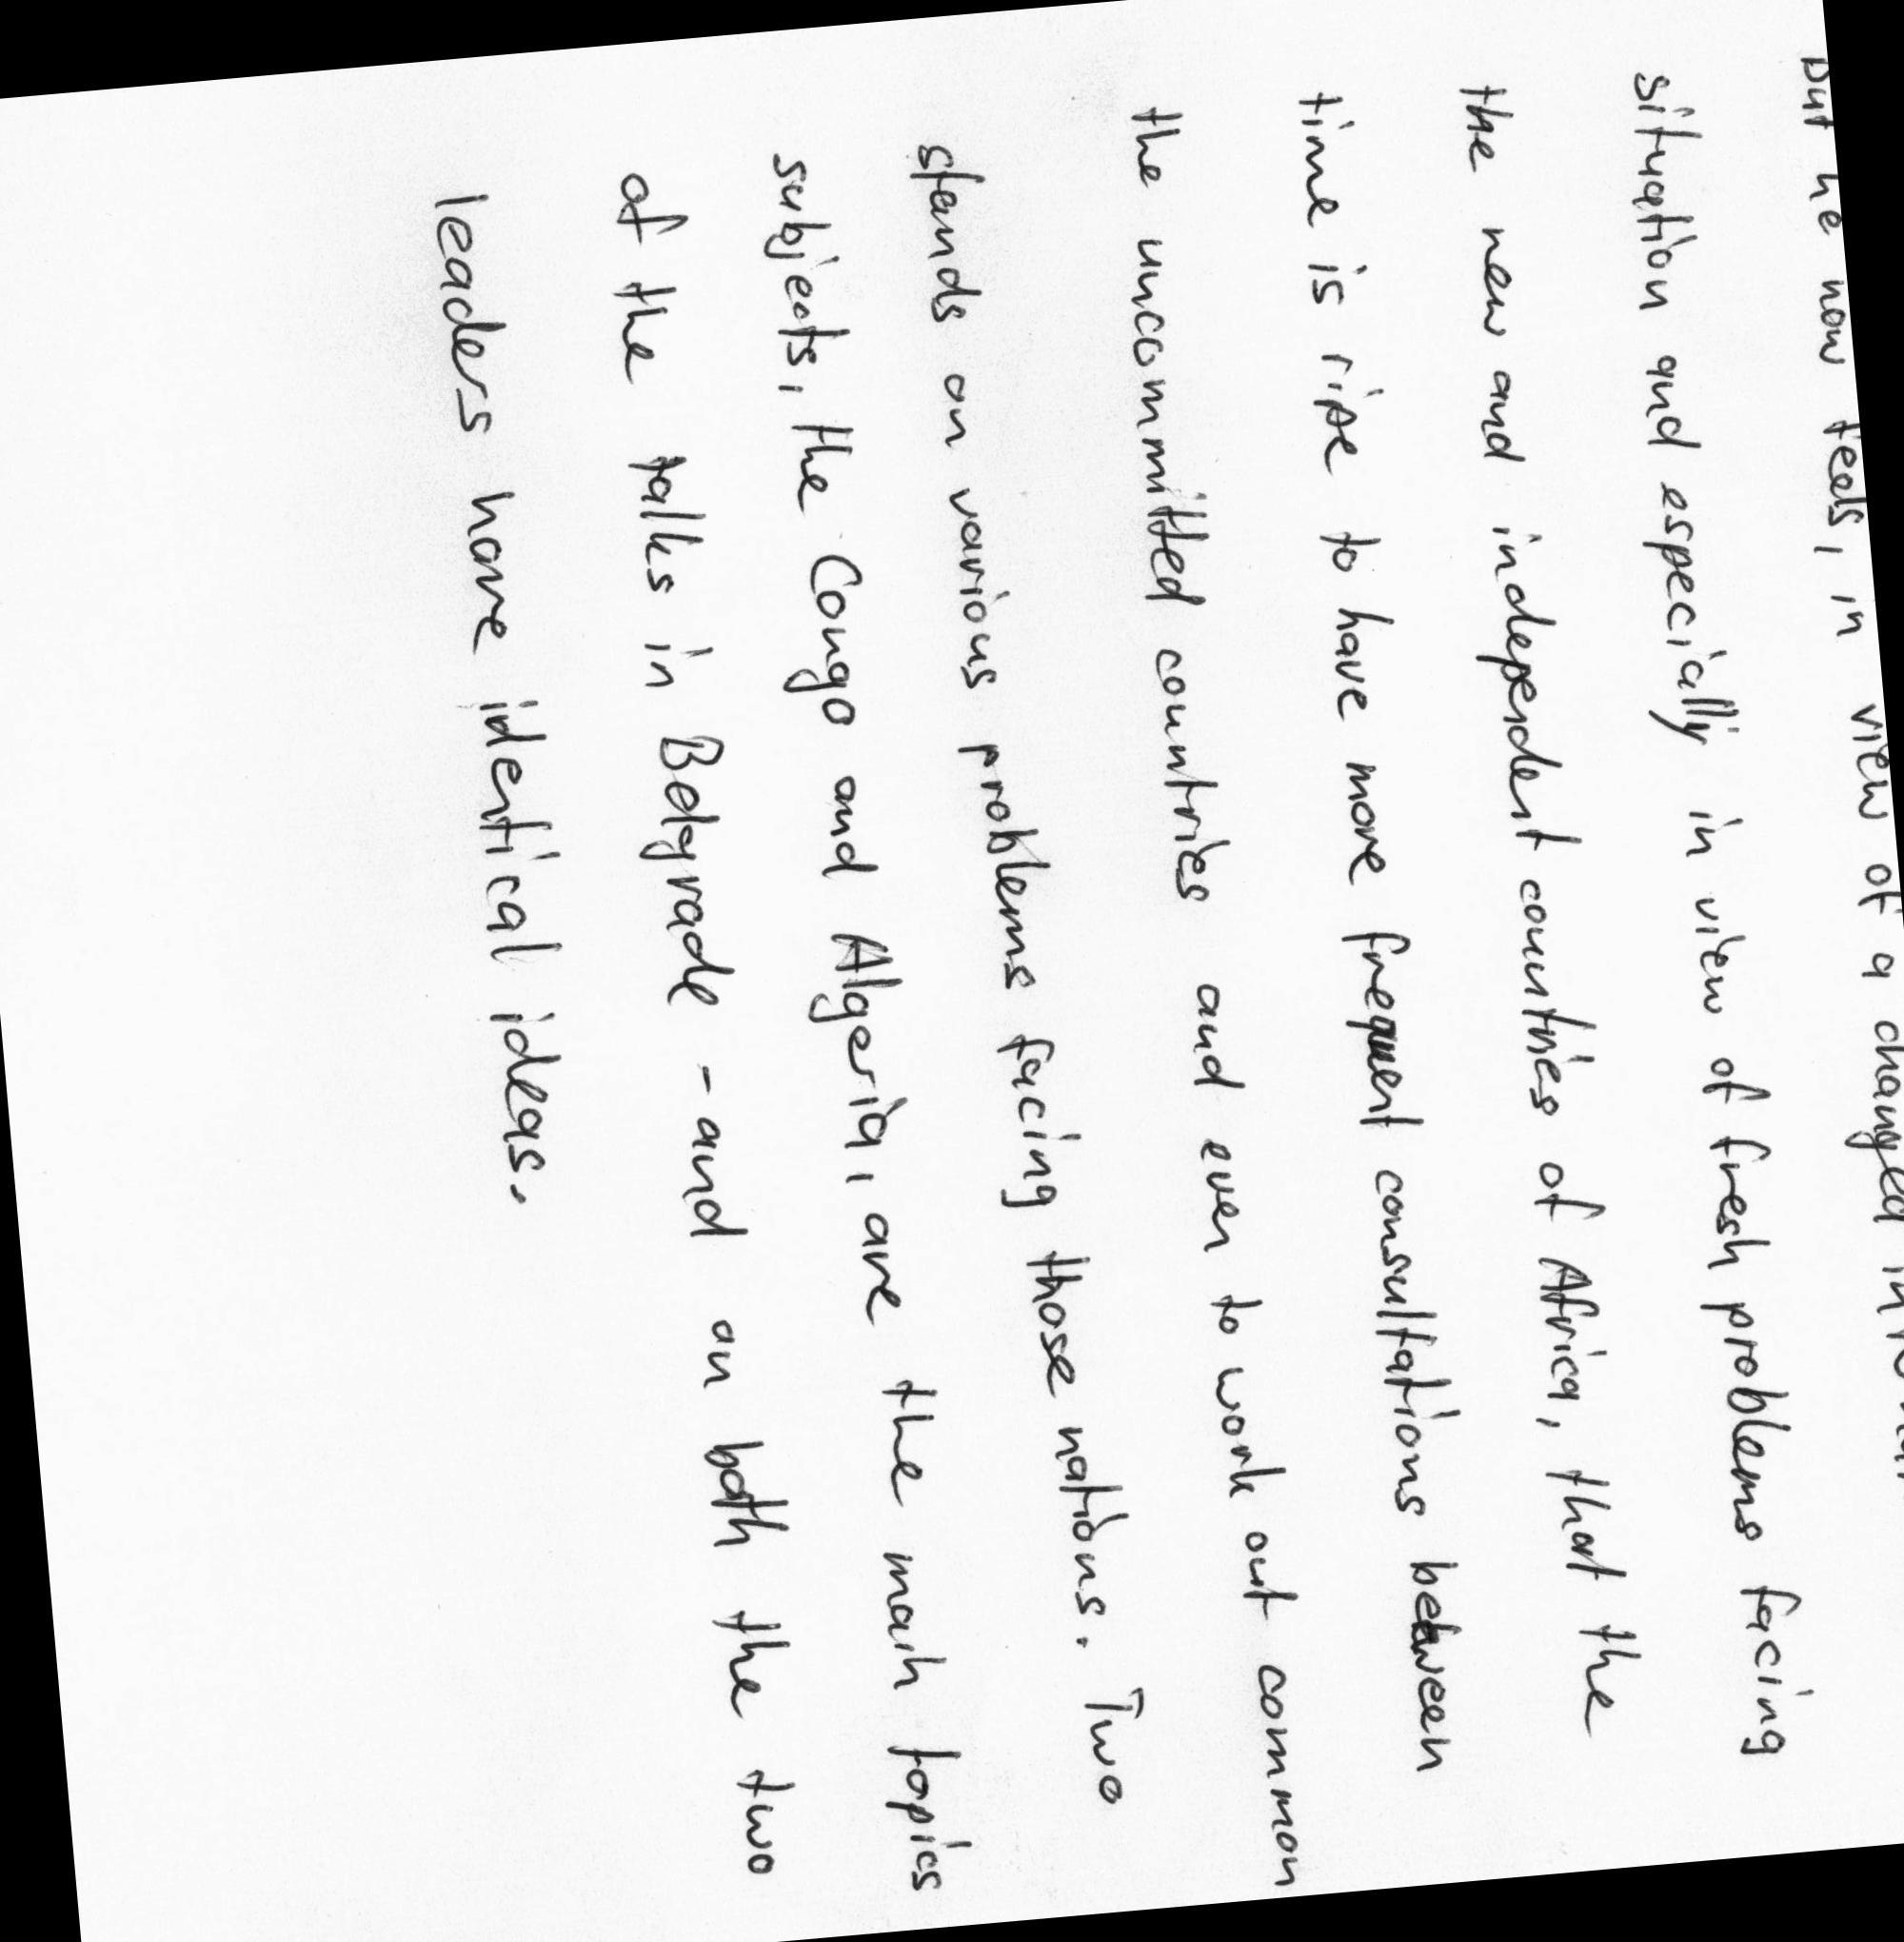 but he now feels, in view of a changed
situation and especially in view of fresh problems facing
the new and independent countries of Africa, that the
time is ripe to have more frequent consultations between
the uncommitted countries and even to work out common
stands on various problems facing those nations. Two
subjects, the Congo and Algeria, are the main topics
of the talks in Belgrade - and on both the two
leaders have identical ideas.